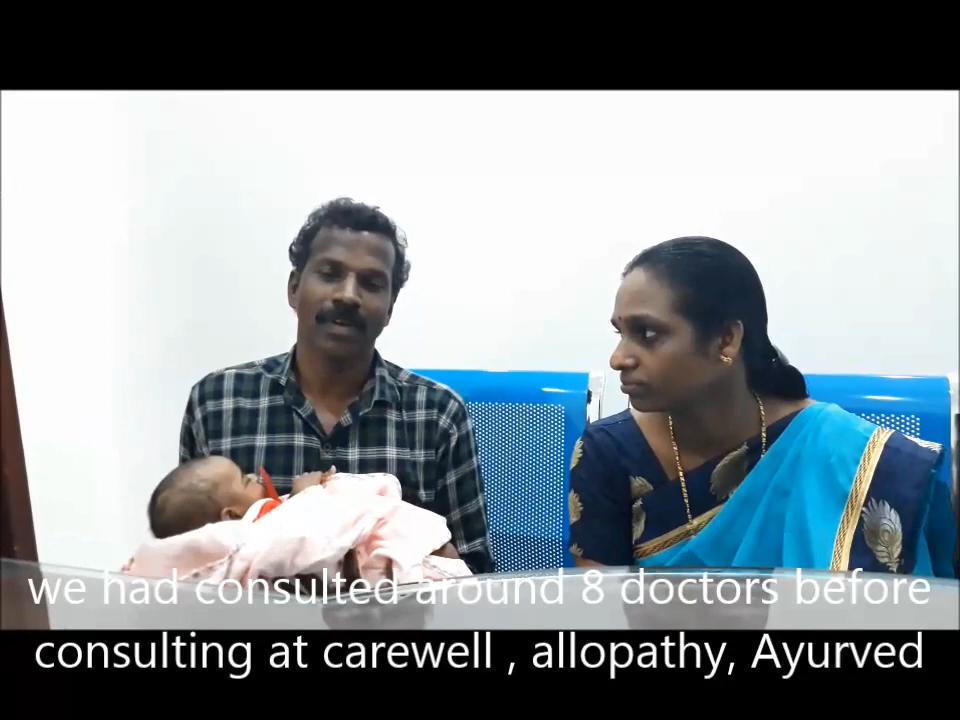 we had consulted around 8 doctors before
consulting at carewell , allopathy, Ayurved